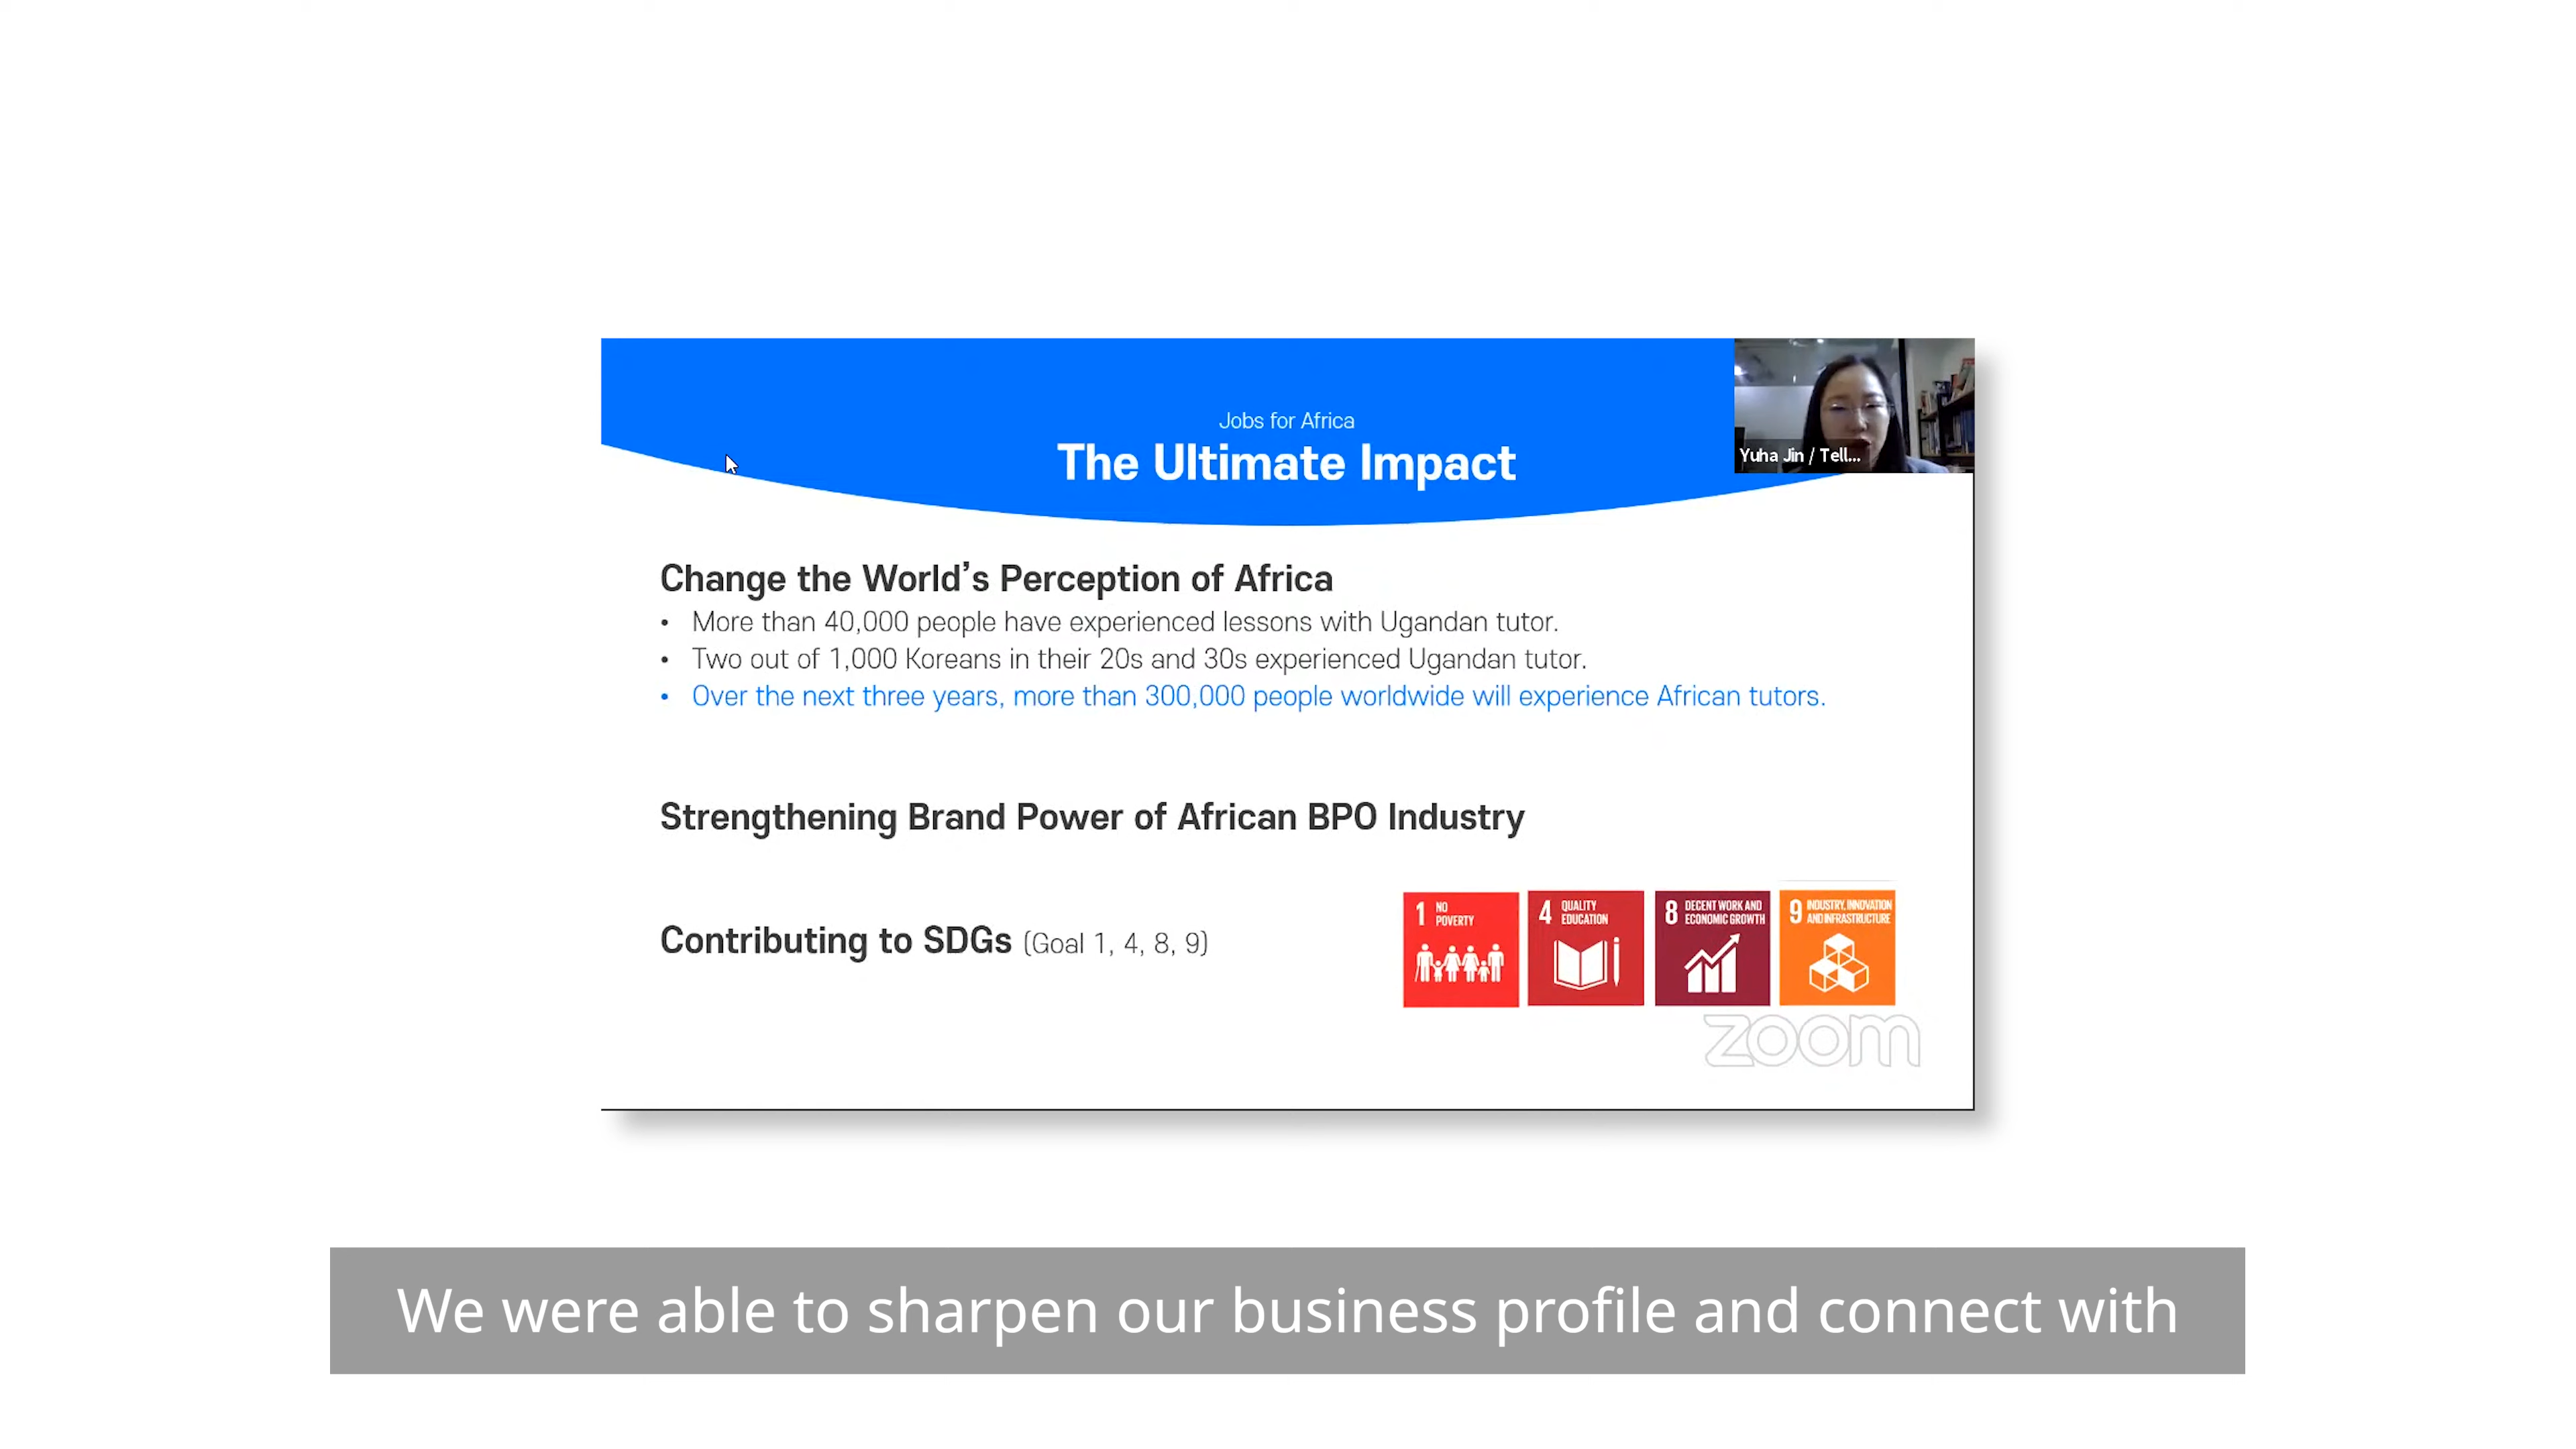 Jobs for Africa
The Ultimate Impact
Yuha Jin / Tell...
Change the World's Perception of Africa
• More than 40,000 people have experienced lessons with Ugandan tutor.
• Two out of 1,000 Koreans in their 20s and 30s experienced Ugandan tutor.
• Over the next three years, more than 300,000 people worldwide will experience African tutors.
Strengthening Brand Power of African BPO Industry
Contributing to SDGs (Goal 1, 4, 8, 9)
1 NO
POVERTY
4 QUALITY
EDUCATION
8 DECENT WORK AND
ECONOMIC GROWTH
9 INDUSTRY, INNOVATION
AND INFRASTRUCTURE
zoom
We were able to sharpen our business profile and connect with